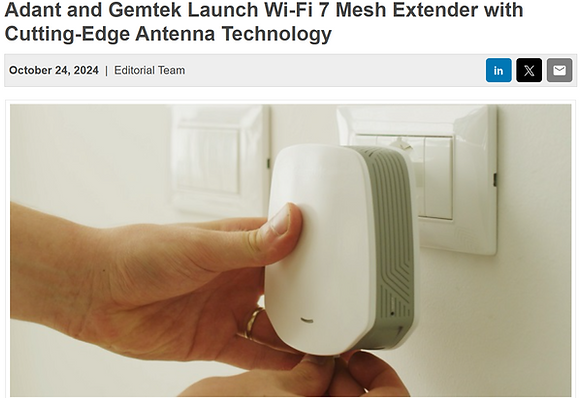 Adant and Gemtek Launch Wi-Fi 7 Mesh Extender with
Cutting-Edge Antenna Technology
October 24, 2024 | Editorial Team
in
X